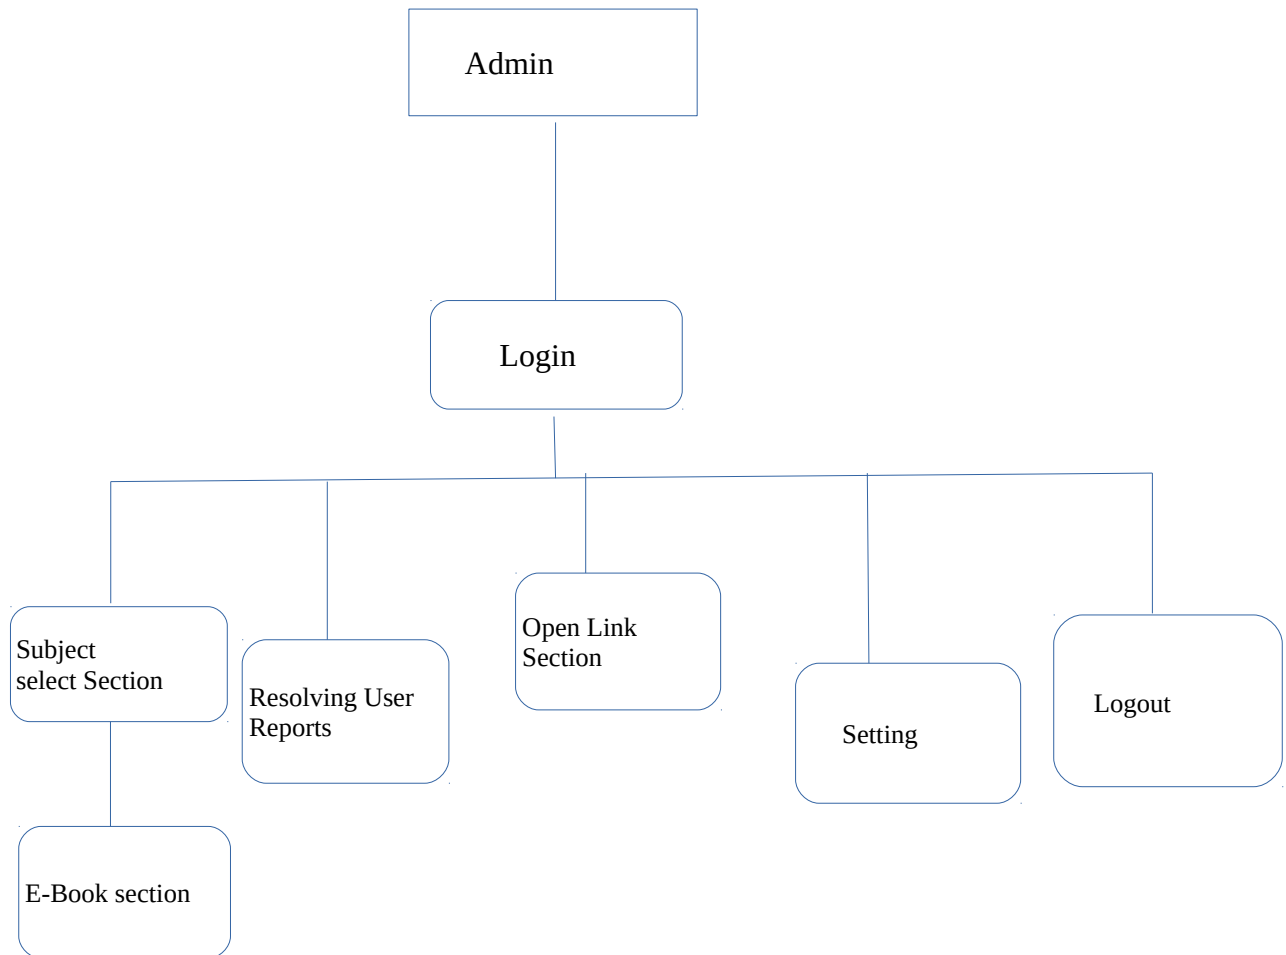 Admin
Login
Subject
select Section
Resolving User
Reports
Open Link
Section
Setting
Logout
E-Book section